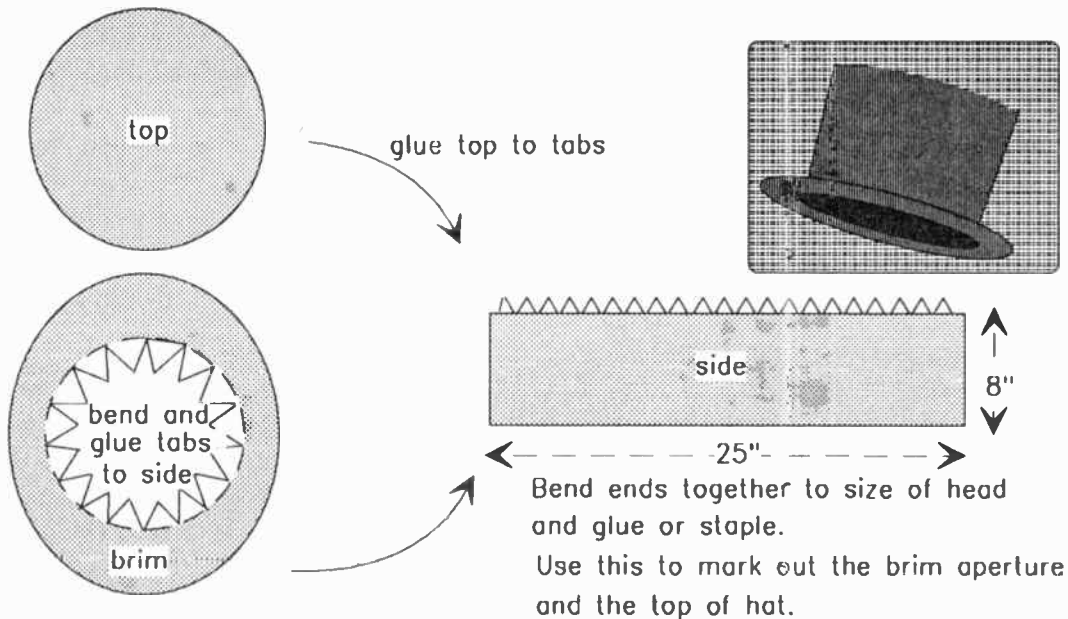 top
glue top to tabs
bend and
glue tabs
to side
brim
side
8"
25"
Bend ends together to size of head
and glue or staple.
Use this to mark out the brim aperture
and the top of hat.